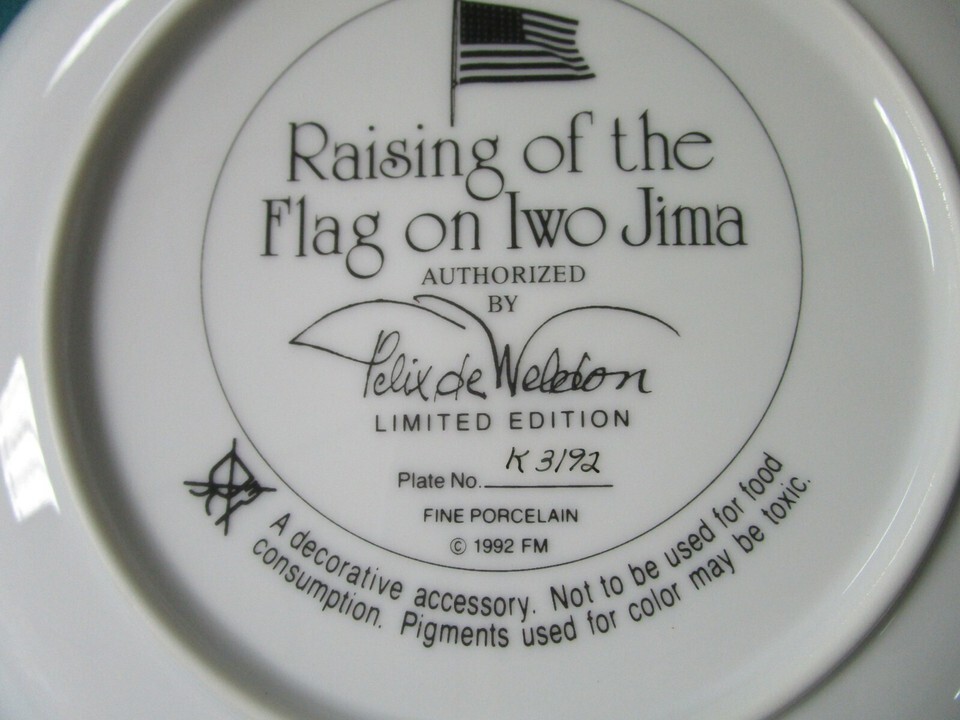 Raising of the
Flag on Iwo Jima
AUTHORIZED
BY
Felix de Weldon
LIMITED EDITION
Plate No. K 3192
FINE PORCELAIN
© 1992 FM
A decorative accessory. Not to be used for food
consumption. Pigments used for color may be toxic.